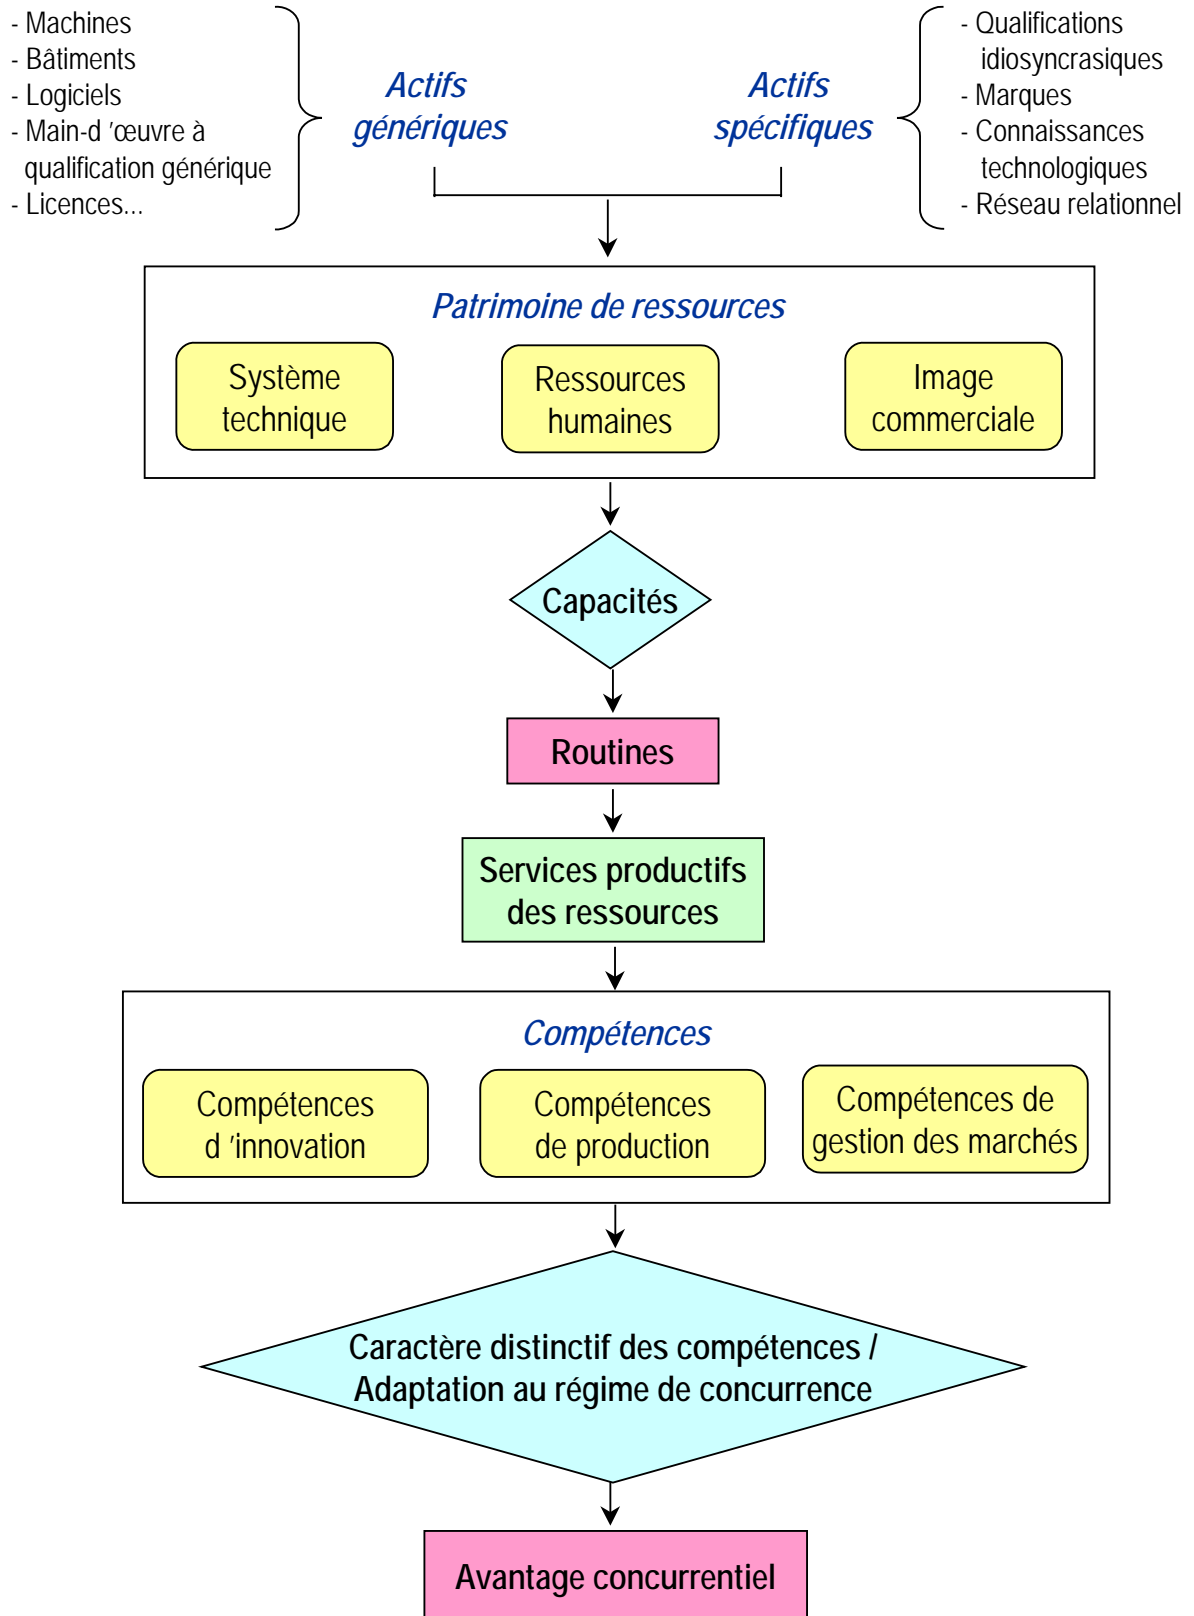 - Machines
- Bâtiments
- Logiciels
- Main-d ’œuvre à
qualification générique
- Licences...
Actifs
génériques
Actifs
spécifiques
- Qualifications
idiosyncrasiques
- Marques
- Connaissances
technologiques
- Réseau relationnel
Patrimoine de ressources
Système
technique
Ressources
humaines
Image
commerciale
Capacités
Routines
Services productifs
des ressources
Compétences
Compétences
d ’innovation
Compétences
de production
Compétences de
gestion des marchés
Caractère distinctif des compétences /
Adaptation au régime de concurrence
Avantage concurrentiel